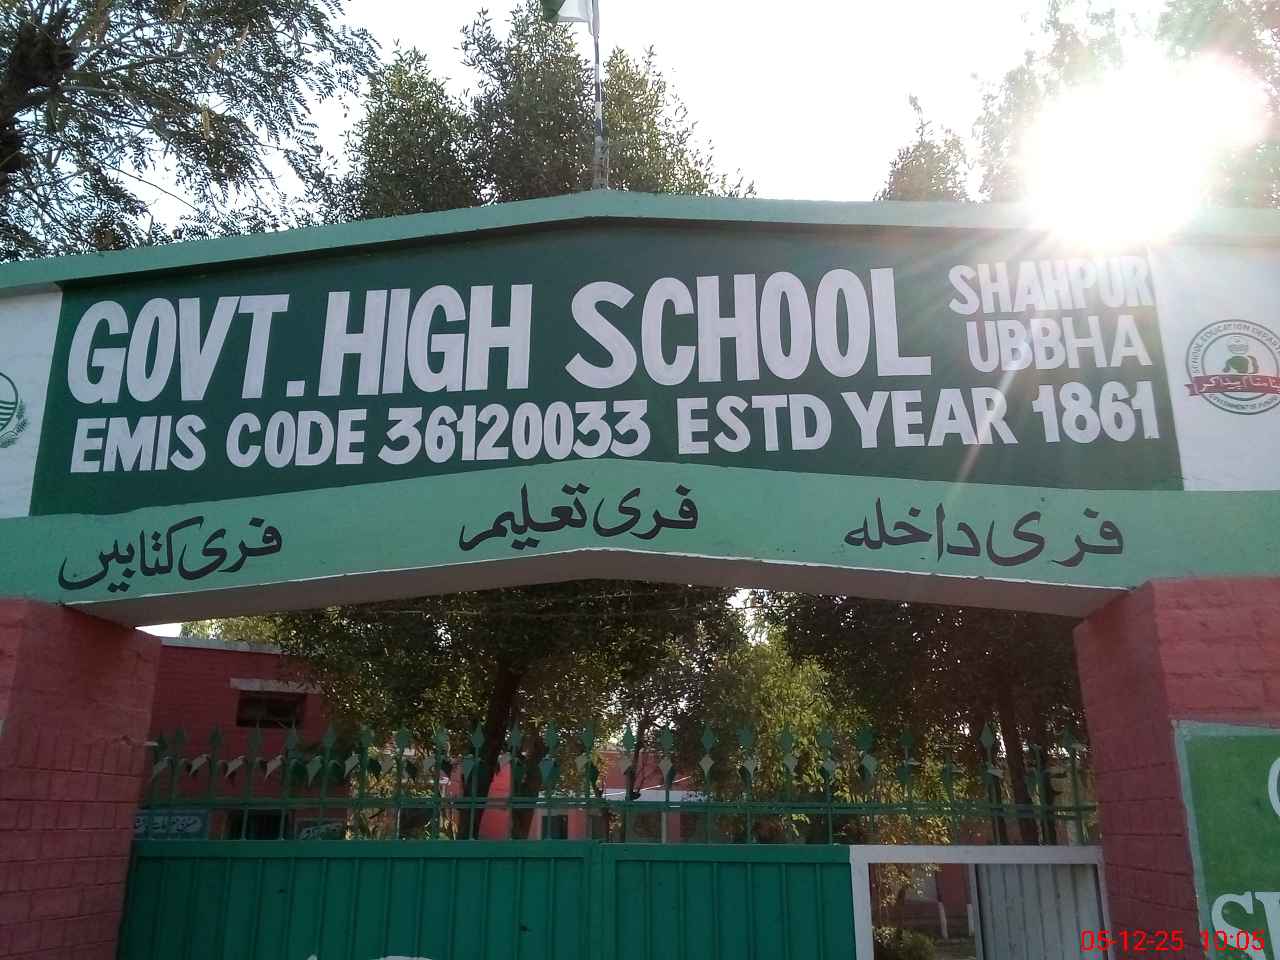 GOVT. HIGH SCHOOL SHAHPUR UBBHA
EMIS CODE 36120033 ESTD YEAR 1861
فری داخلہ فری تعلیم فری کتابیں
05-12-25 10:05